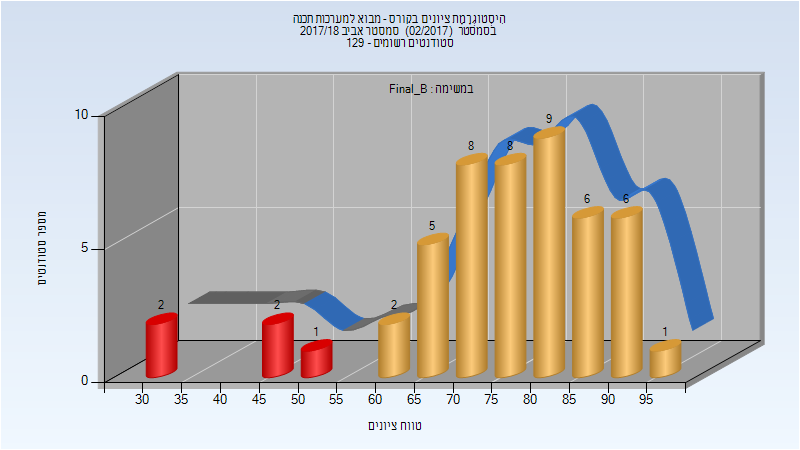 הִיסְטוֹגְרָמַת ציונים בקורס - מבוא למערכות תכנה
בסמסטר (02/2017) סמסטר אביב 2017/18
סטודנטים רשומים - 129
במשימה : Final_B
מספר סטודנטים
10
5
0
2
2
1
2
5
8
8
9
6
6
1
30 35 40 45 50 55 60 65 70 75 80 85 90 95
טווח ציונים